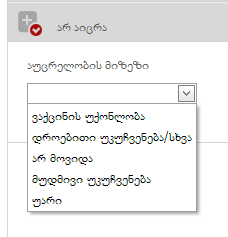 არ აიცრა
აუცრელობის მიზეზი
ვაქცინის უქონლობა
დროებითი უკუჩვენება/სხვა
არ მოვიდა
მუდმივი უკუჩვენება
უარი